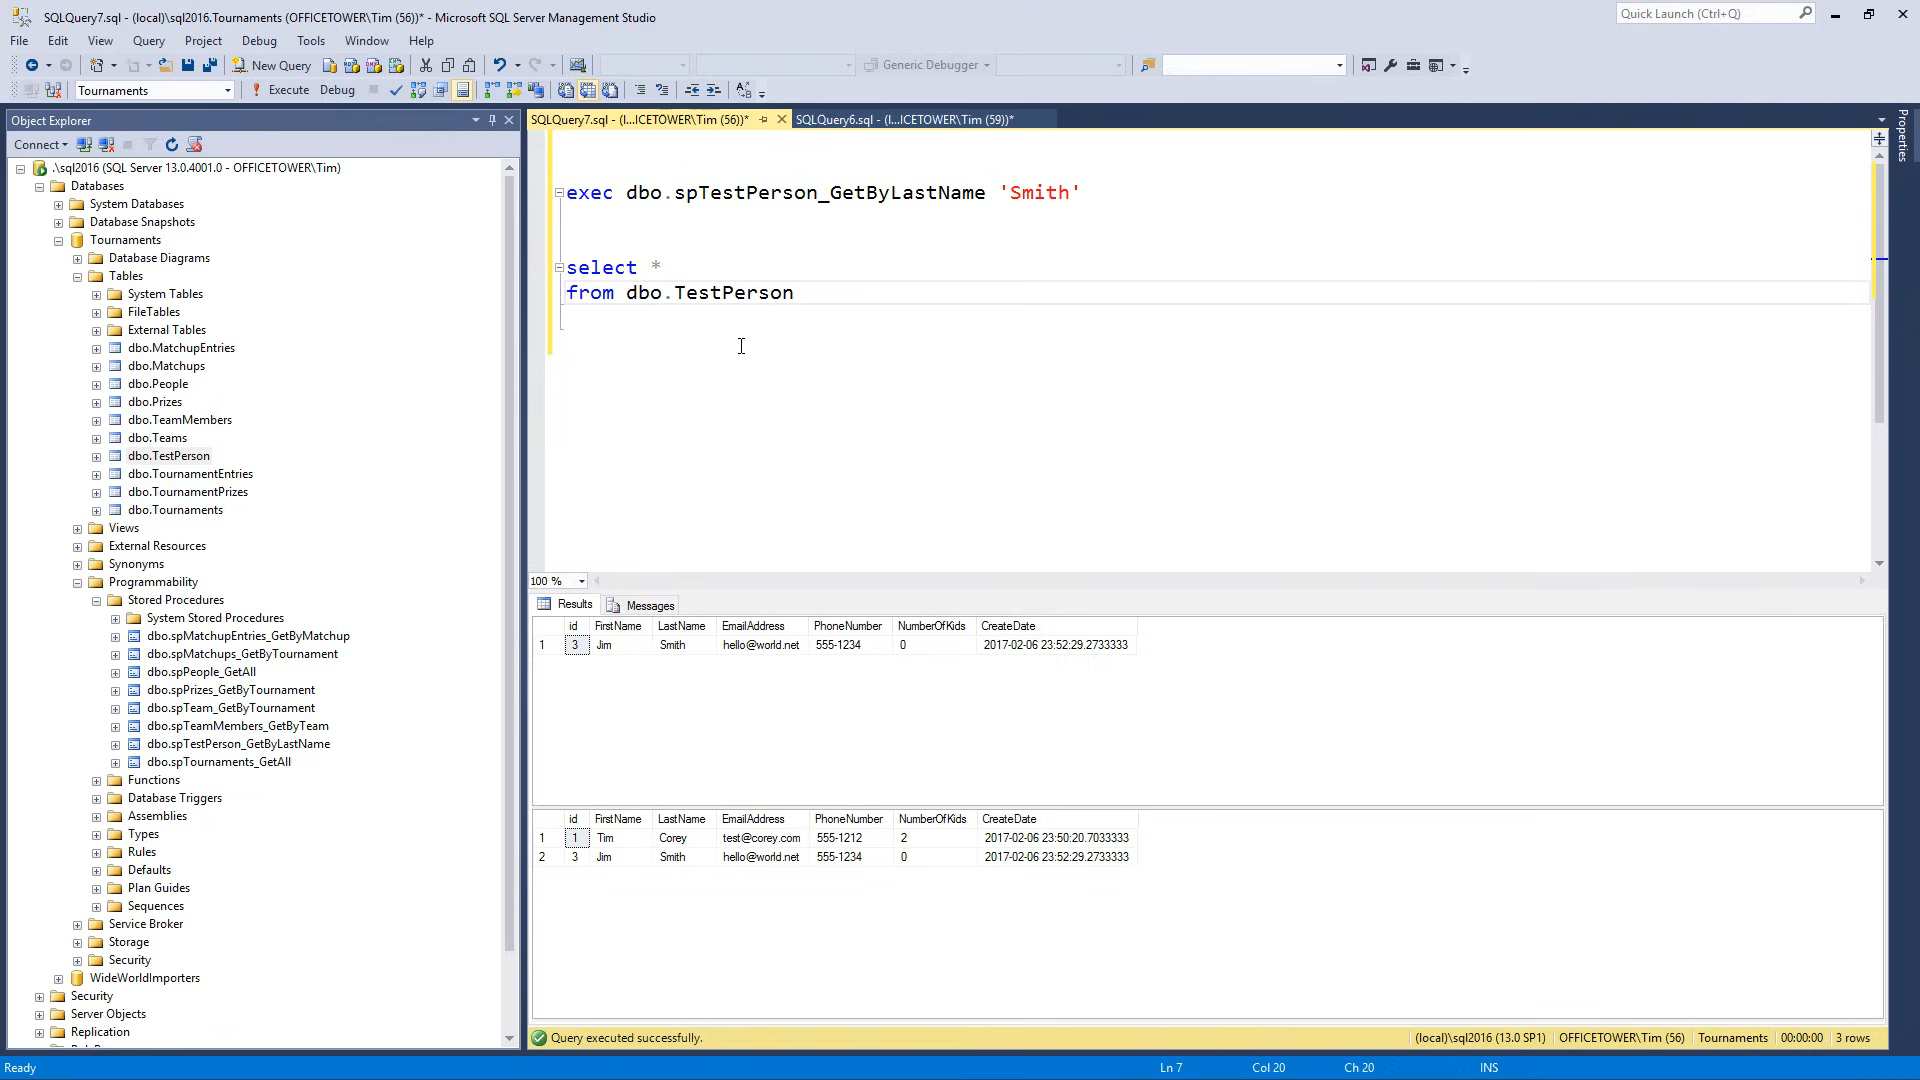 SQLQuery7.sql - (local)\sql2016.Tournaments (OFFICETOWER\Tim (56))* - Microsoft SQL Server Management Studio
Quick Launch (Ctrl+Q)
File Edit View Query Project Debug Tools Window Help
New Query Generic Debugger
Tournaments Execute Debug
Object Explorer
Connect
.\sql2016 (SQL Server 13.0.4001.0 - OFFICETOWER\Tim)
Databases
System Databases
Database Snapshots
Tournaments
Database Diagrams
Tables
System Tables
FileTables
External Tables
dbo.MatchupEntries
dbo.Matchups
dbo.People
dbo.Prizes
dbo.TeamMembers
dbo.Teams
dbo.TestPerson
dbo.TournamentEntries
dbo.TournamentPrizes
dbo.Tournaments
Views
External Resources
Synonyms
Programmability
Stored Procedures
System Stored Procedures
dbo.spMatchupEntries_GetByMatchup
dbo.spMatchups_GetByTournament
dbo.spPeople_GetAll
dbo.spPrizes_GetByTournament
dbo.spTeam_GetByTournament
dbo.spTeamMembers_GetByTeam
dbo.spTestPerson_GetByLastName
dbo.spTournaments_GetAll
Functions
Database Triggers
Assemblies
Types
Rules
Defaults
Plan Guides
Sequences
Service Broker
Storage
Security
WideWorldImporters
Security
Server Objects
Replication
SQLQuery7.sql - (l...ICETOWER\Tim (56))* SQLQuery6.sql - (l...ICETOWER\Tim (59))*
Properties
exec dbo.spTestPerson_GetByLastName 'Smith'
select *
from dbo.TestPerson
100 %
Results Messages
id FirstName LastName EmailAddress PhoneNumber NumberOfKids CreateDate
1 3 Jim Smith hello@world.net 555-1234 0 2017-02-06 23:52:29.2733333
id FirstName LastName EmailAddress PhoneNumber NumberOfKids CreateDate
1 1 Tim Corey test@corey.com 555-1212 2 2017-02-06 23:50:20.7033333
2 3 Jim Smith hello@world.net 555-1234 0 2017-02-06 23:52:29.2733333
Query executed successfully. (local)\sql2016 (13.0 SP1) OFFICETOWER\Tim (56) Tournaments 00:00:00 3 rows
Ready Ln 7 Col 20 Ch 20 INS